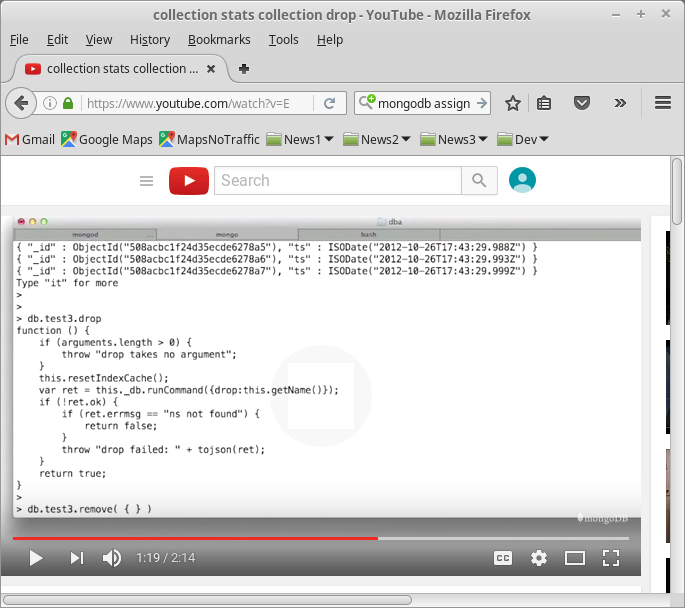 collection stats collection drop - YouTube - Mozilla Firefox
File Edit View History Bookmarks Tools Help
collection stats collection ...
https://www.youtube.com/watch?v=E
mongodb assign
Gmail Google Maps MapsNoTraffic News1 News2 News3 Dev
Search
dba
mongod mongo bash
{ "_id" : ObjectId("508acbc1f24d35ecde6278a5"), "ts" : ISODate("2012-10-26T17:43:29.988Z") }
{ "_id" : ObjectId("508acbc1f24d35ecde6278a6"), "ts" : ISODate("2012-10-26T17:43:29.993Z") }
{ "_id" : ObjectId("508acbc1f24d35ecde6278a7"), "ts" : ISODate("2012-10-26T17:43:29.999Z") }
Type "it" for more
>
>
> db.test3.drop
function () {
    if (arguments.length > 0) {
        throw "drop takes no argument";
    }
    this.resetIndexCache();
    var ret = this._db.runCommand({drop:this.getName()});
    if (!ret.ok) {
        if (ret.errmsg == "ns not found") {
            return false;
        }
        throw "drop failed: " + tojson(ret);
    }
    return true;
}
>
> db.test3.remove( { } )
mongoDB
1:19 / 2:14
CC